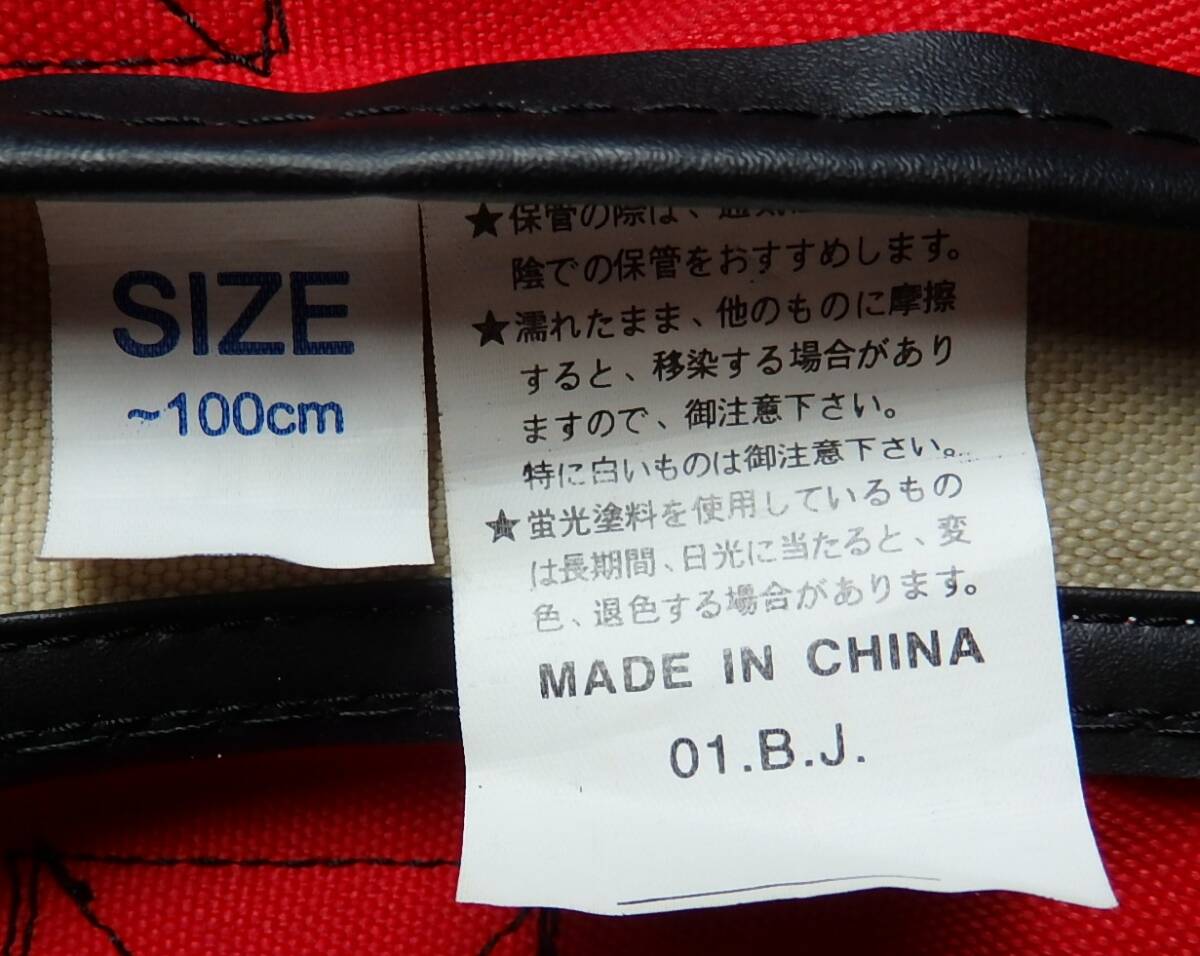 SIZE
~100cm
★保管の際は、通気
陰での保管をおすすめします。
★濡れたまま、他のものに摩擦
すると、移染する場合があり
ますので、御注意下さい。
特に白いものは御注意下さい。
★蛍光塗料を使用しているもの
は長期間、日光に当たると、変
色、退色する場合があります。
MADE IN CHINA
01.B.J.